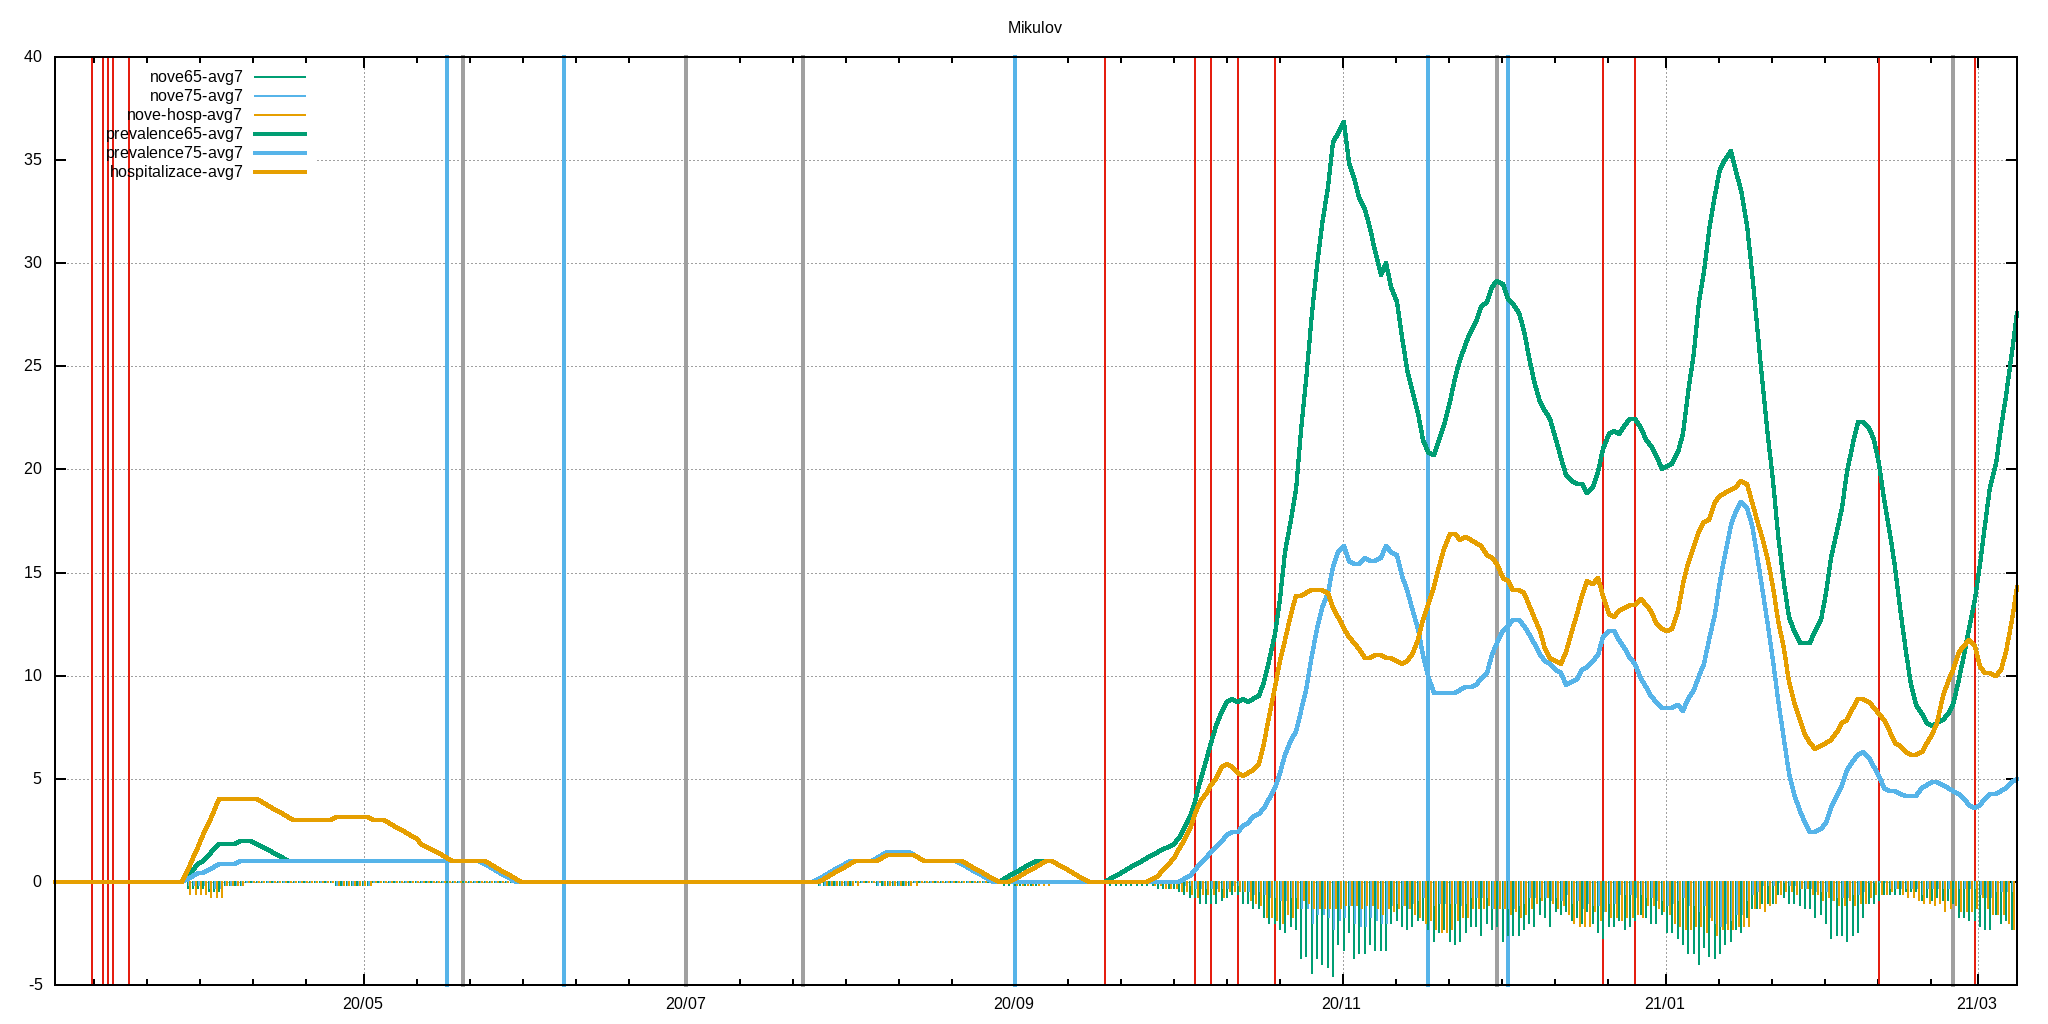 Mikulov
40
nove65-avg7
nove75-avg7
nove-hosp-avg7
prevalence65-avg7
prevalence75-avg7
hospitalizace-avg7
35
30
25
20
15
10
5
0
-5
20/05
20/07
20/09
20/11
21/01
21/03